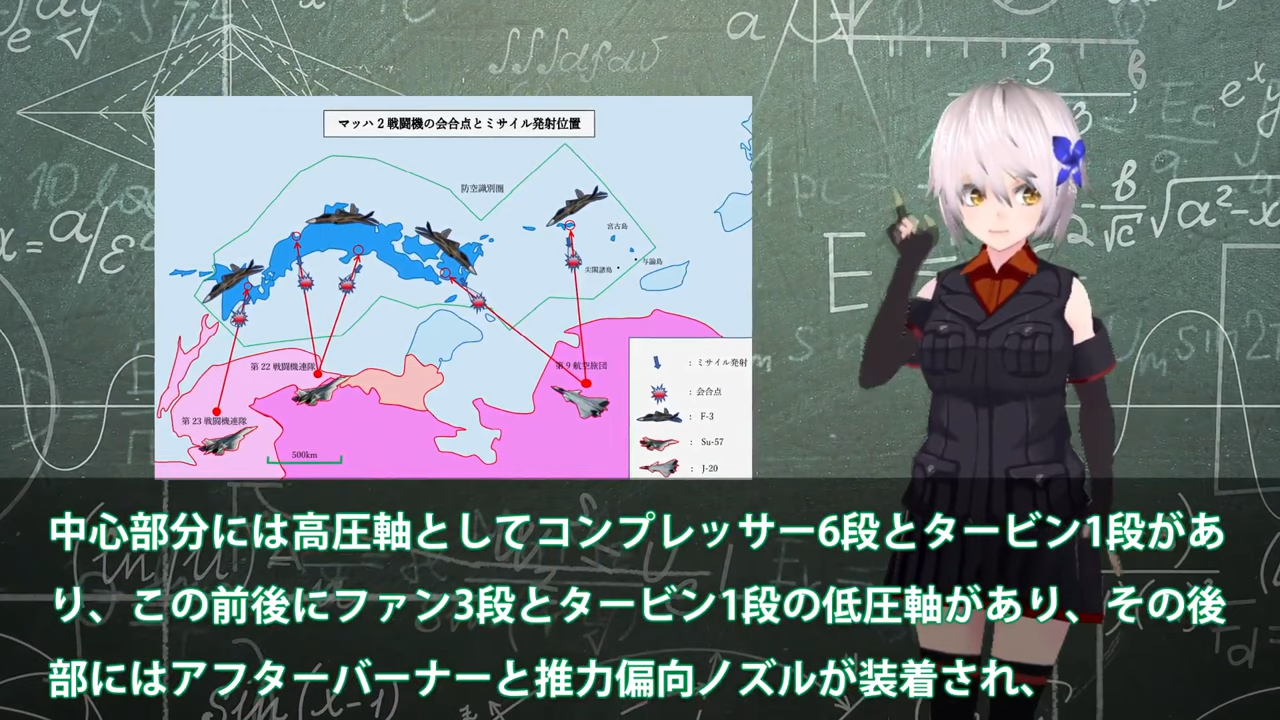 マッハ2戦闘機の会合点とミサイル発射位置
防空識別圏
宮古島
与論島
尖閣諸島
第22戦闘機連隊
第9航空旅団
第23戦闘機連隊
500km
：ミサイル発射
：会合点
：F-3
：Su-57
：J-20
中心部分には高圧軸としてコンプレッサー6段とタービン1段があ
り、この前後にファン3段とタービン1段の低圧軸があり、その後
部にはアフターバーナーと推力偏向ノズルが装着され、